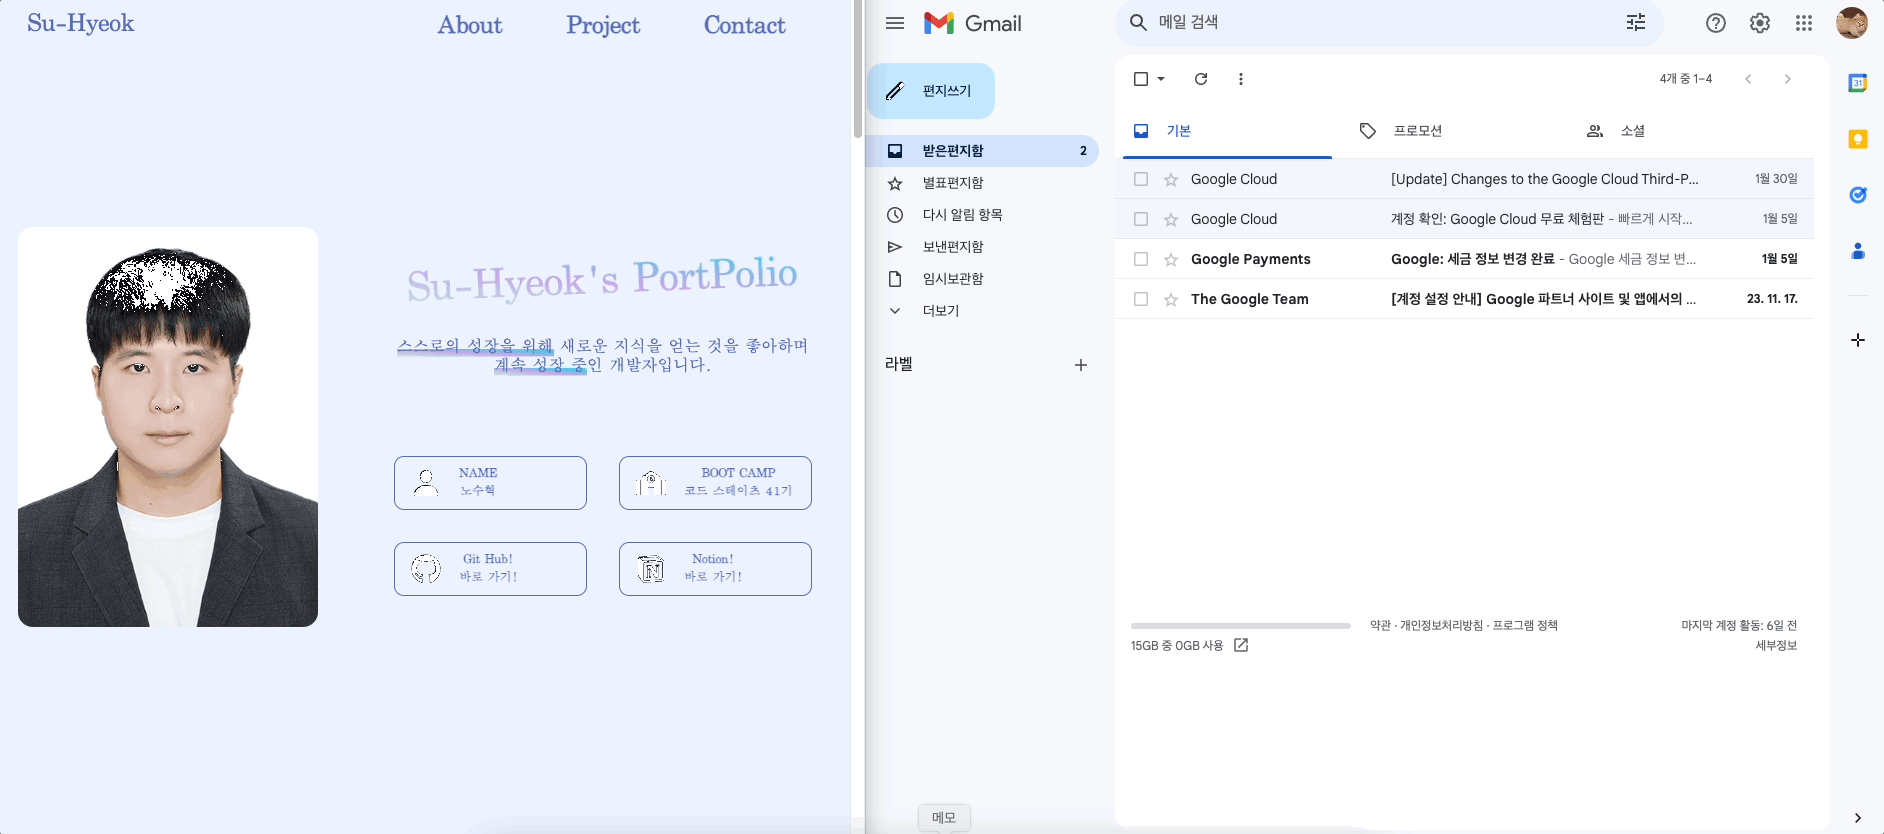 Su-Hyeok
About
Project
Contact
Su-Hyeok's PortPolio
스스로의 성장을 위해 새로운 지식을 얻는 것을 좋아하며
계속 성장 중인 개발자입니다.
NAME
노수혁
BOOT CAMP
코드 스테이츠 41기
Git Hub!
바로 가기!
Notion!
바로 가기!
Gmail
메일 검색
편지쓰기
받은편지함 2
별표편지함
다시 알림 항목
보낸편지함
임시보관함
더보기
라벨
4개 중 1–4
기본
프로모션
소셜
Google Cloud [Update] Changes to the Google Cloud Third-P... 1월 30일
Google Cloud 계정 확인: Google Cloud 무료 체험판 - 빠르게 시작... 1월 5일
Google Payments Google: 세금 정보 변경 완료 - Google 세금 정보 변... 1월 5일
The Google Team [계정 설정 안내] Google 파트너 사이트 및 앱에서의 ... 23. 11. 17.
15GB 중 0GB 사용
약관 · 개인정보처리방침 · 프로그램 정책
마지막 계정 활동: 6일 전
세부정보
31
메모